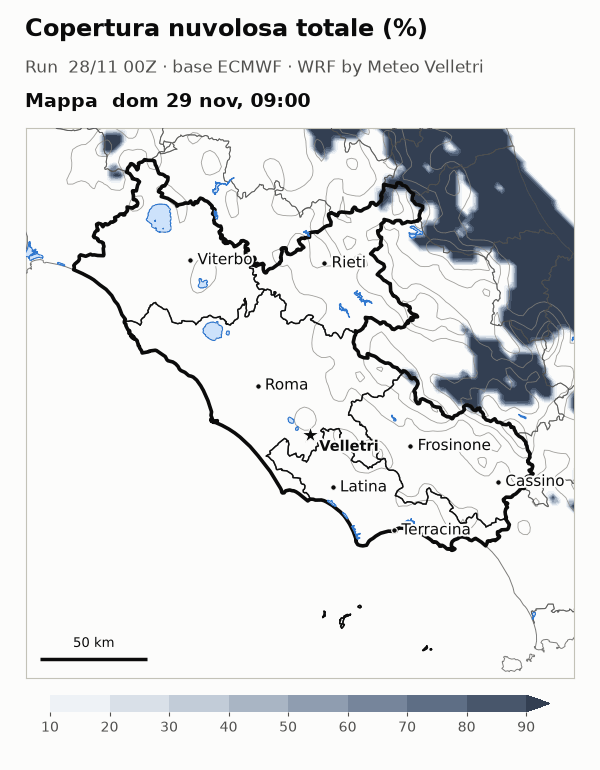 Copertura nuvolosa totale (%)
Run  28/11 00Z · base ECMWF · WRF by Meteo Velletri
Mappa  dom 29 nov, 09:00
Viterbo
Rieti
Roma
Velletri
Frosinone
Latina
Cassino
Terracina
50 km
10 20 30 40 50 60 70 80 90